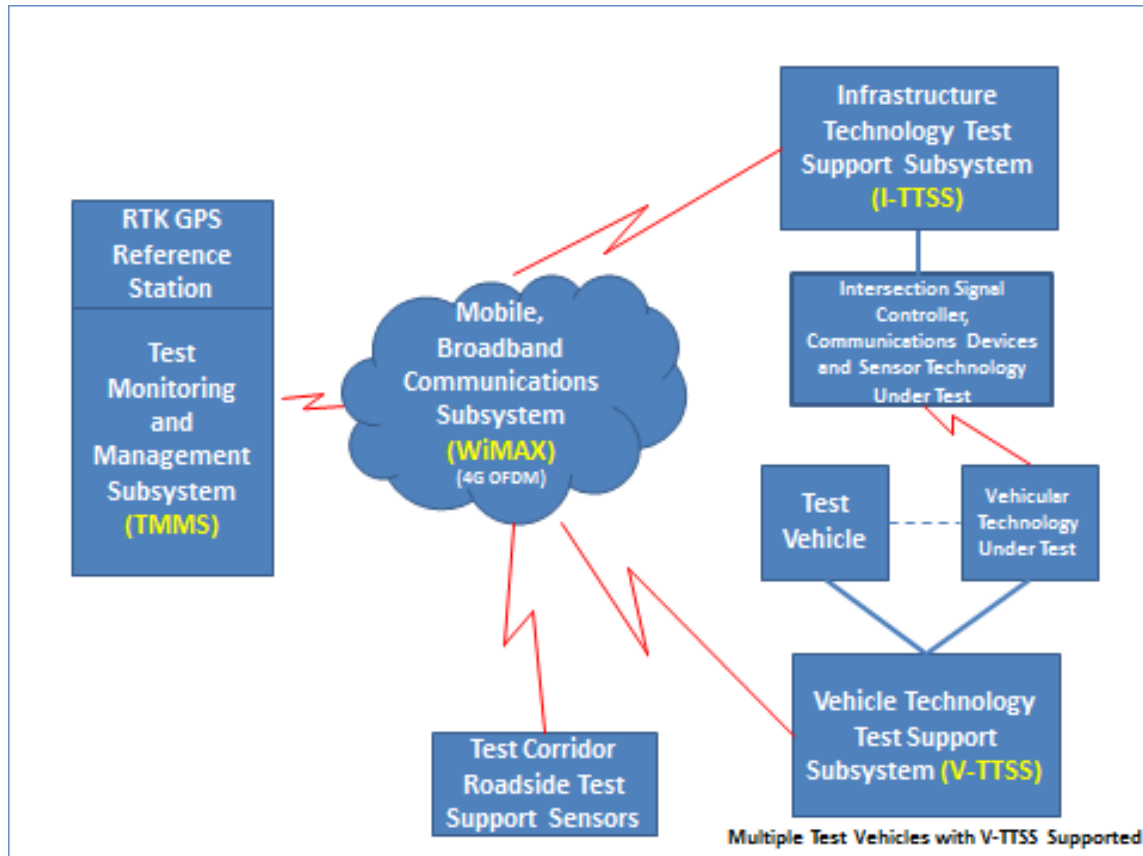 RTK GPS
Reference
Station
Test
Monitoring
and
Management
Subsystem
(TMMS)
Mobile,
Broadband
Communications
Subsystem
(WiMAX)
(4G OFDM)
Infrastructure
Technology Test
Support Subsystem
(I-TTSS)
Intersection Signal
Controller,
Communications Devices
and Sensor Technology
Under Test
Test
Vehicle
Vehicular
Technology
Under Test
Test Corridor
Roadside Test
Support Sensors
Vehicle Technology
Test Support
Subsystem (V-TTSS)
Multiple Test Vehicles with V-TTSS Supported